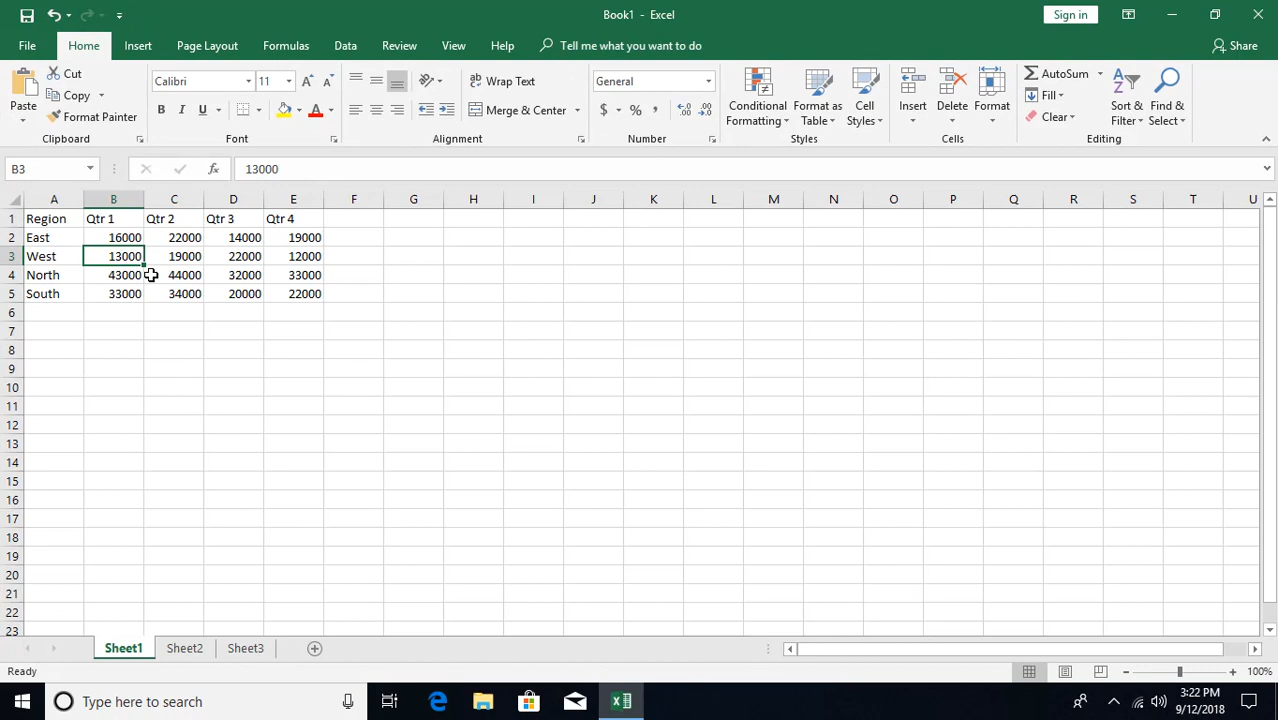 Book1 - Excel
Sign in
File Home Insert Page Layout Formulas Data Review View Help Tell me what you want to do Share
Paste
Cut
Copy
Format Painter
Clipboard
Calibri 11
B I U
Font
Wrap Text
Merge & Center
Alignment
General
$ % ,
Number
Conditional Formatting
Format as Table
Cell Styles
Styles
Insert Delete Format
Cells
AutoSum
Fill
Clear
Sort & Filter
Find & Select
Editing
B3 fx 13000
A B C D E F G H I J K L M N O P Q R S T U
1 Region Qtr 1 Qtr 2 Qtr 3 Qtr 4
2 East 16000 22000 14000 19000
3 West 13000 19000 22000 12000
4 North 43000 44000 32000 33000
5 South 33000 34000 20000 22000
6
7
8
9
10
11
12
13
14
15
16
17
18
19
20
21
22
23
Sheet1 Sheet2 Sheet3
Ready 100%
Type here to search
3:22 PM
9/12/2018